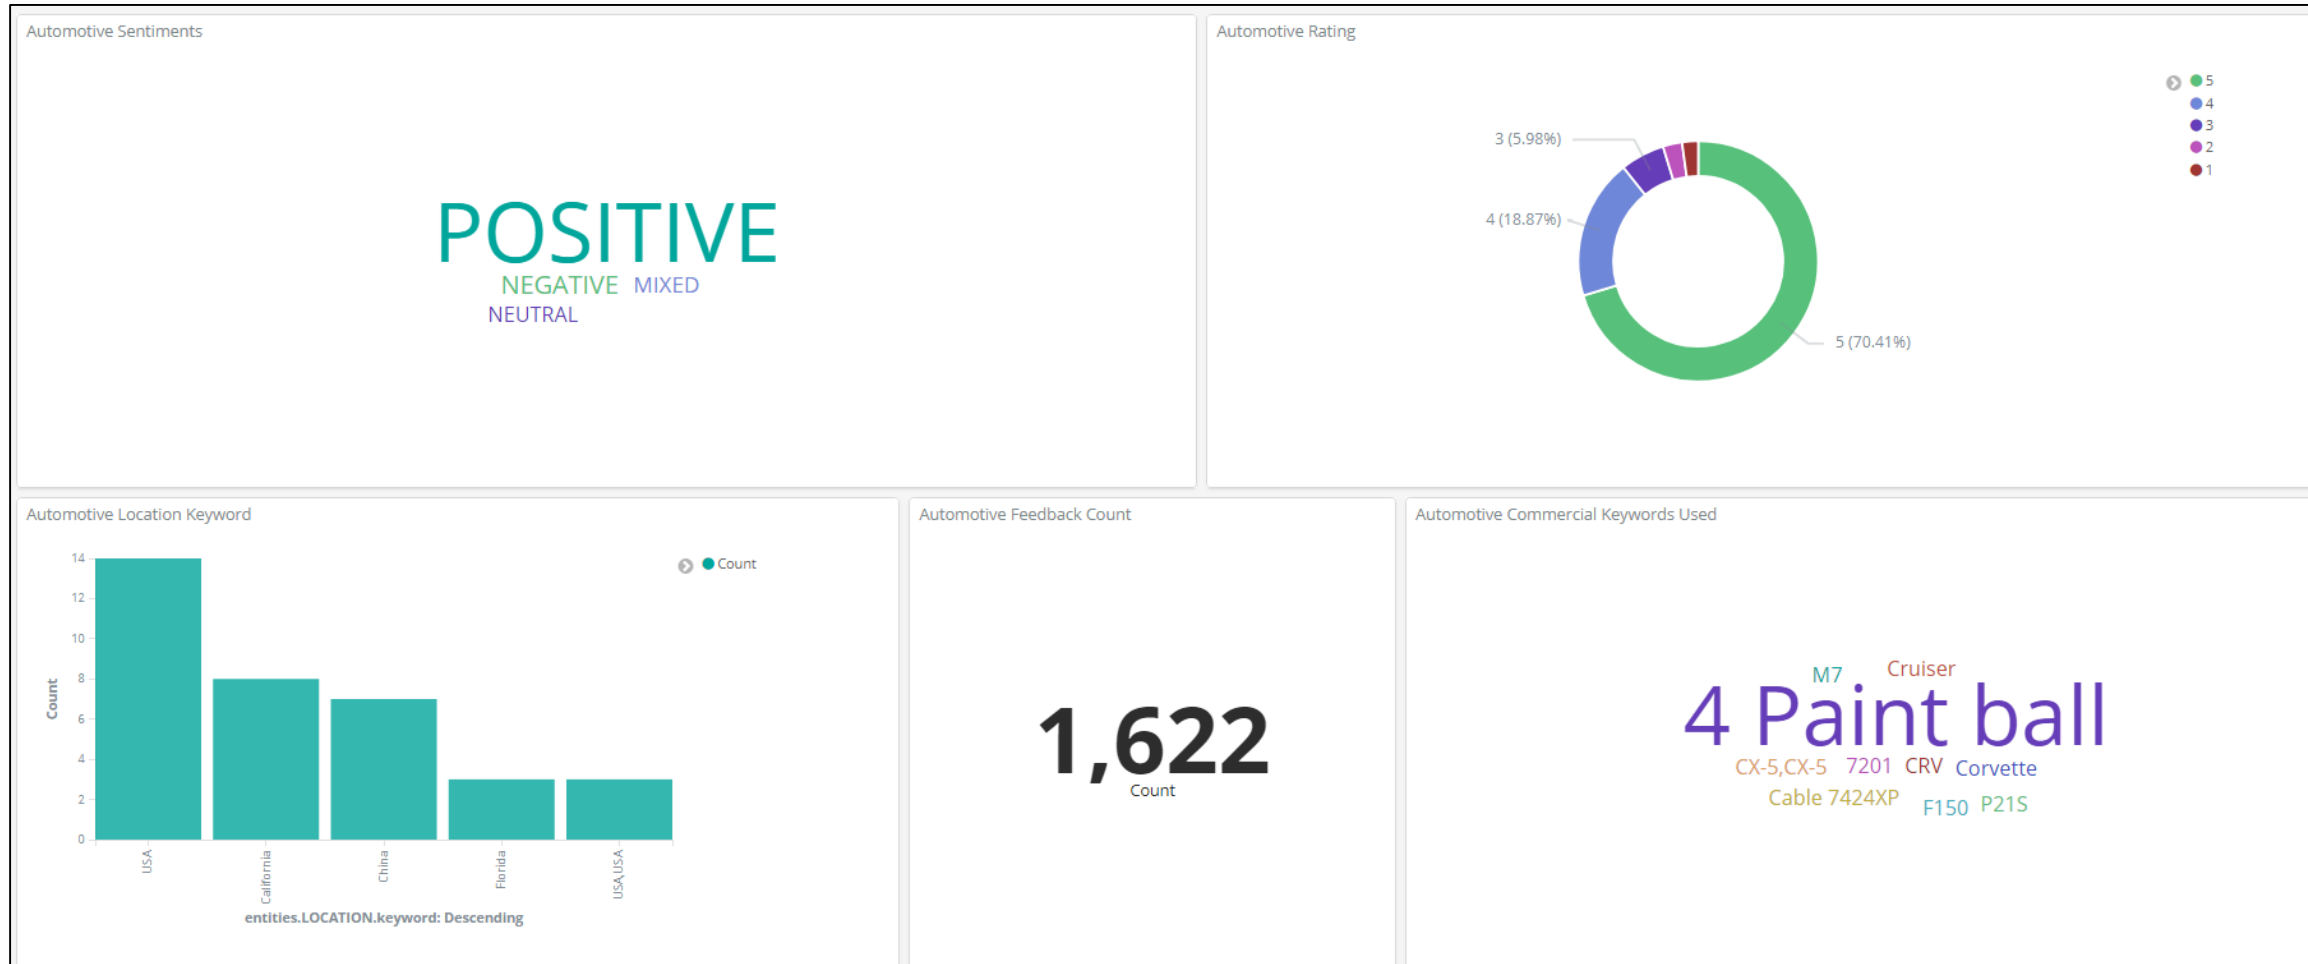 Automotive Sentiments
POSITIVE
NEGATIVE MIXED
NEUTRAL
Automotive Rating
5
4
3
2
1
3 (5.98%)
4 (18.87%)
5 (70.41%)
Automotive Location Keyword
Count
14
12
10
8
6
4
2
0
Count
USA
California
China
Florida
USA,USA
entities.LOCATION.keyword: Descending
Automotive Feedback Count
1,622
Count
Automotive Commercial Keywords Used
M7 Cruiser
4 Paint ball
CX-5,CX-5 7201 CRV Corvette
Cable 7424XP F150 P21S